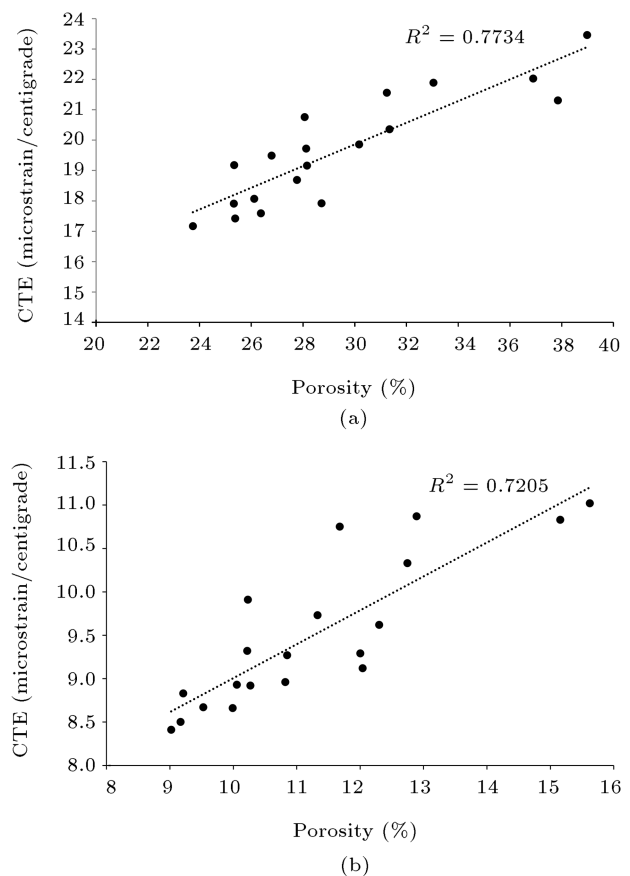 24
R² = 0.7734
23
22
21
20
19
18
17
16
15
14
CTE (microstrain/centigrade)
20 22 24 26 28 30 32 34 36 38 40
Porosity (%)
(a)
11.5
R² = 0.7205
11.0
10.5
10.0
9.5
9.0
8.5
8.0
CTE (microstrain/centigrade)
8 9 10 11 12 13 14 15 16
Porosity (%)
(b)